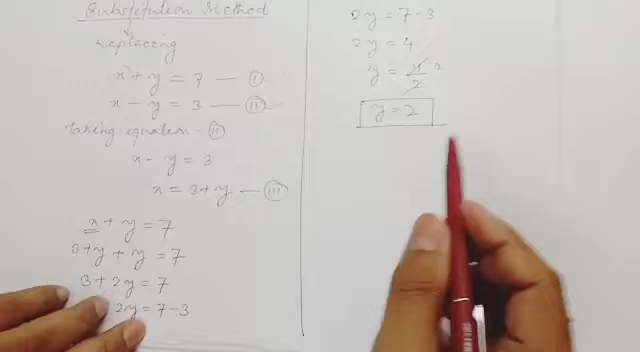 Substitution Method
Replacing
x + y = 7 — (I)
x - y = 3 — (II)
taking equation - (II)
x - y = 3
x = 3 + y — (III)
x + y = 7
3 + y + y = 7
3 + 2y = 7
2y = 7 - 3
2y = 7 - 3
2y = 4
y = 4/2 2
y = 2